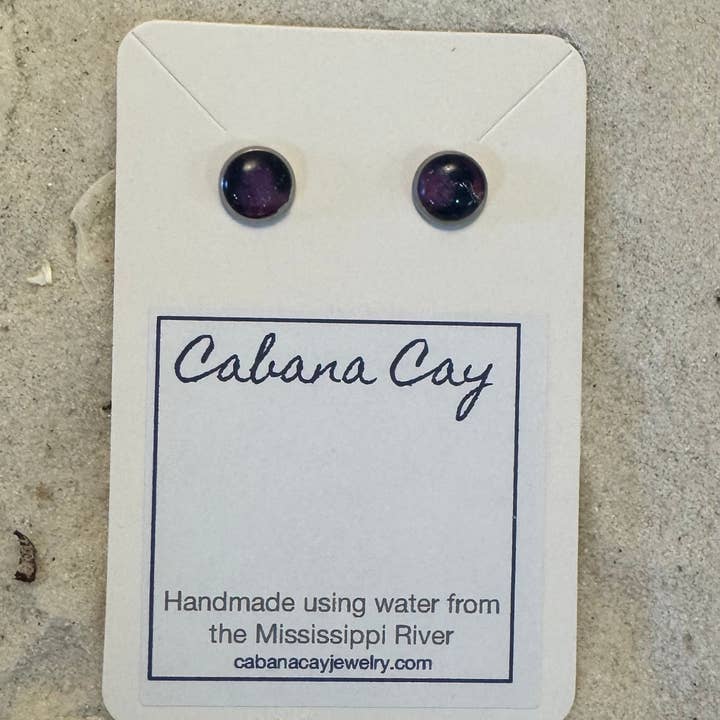 Cabana Cay
Handmade using water from
the Mississippi River
cabanacayjewelry.com